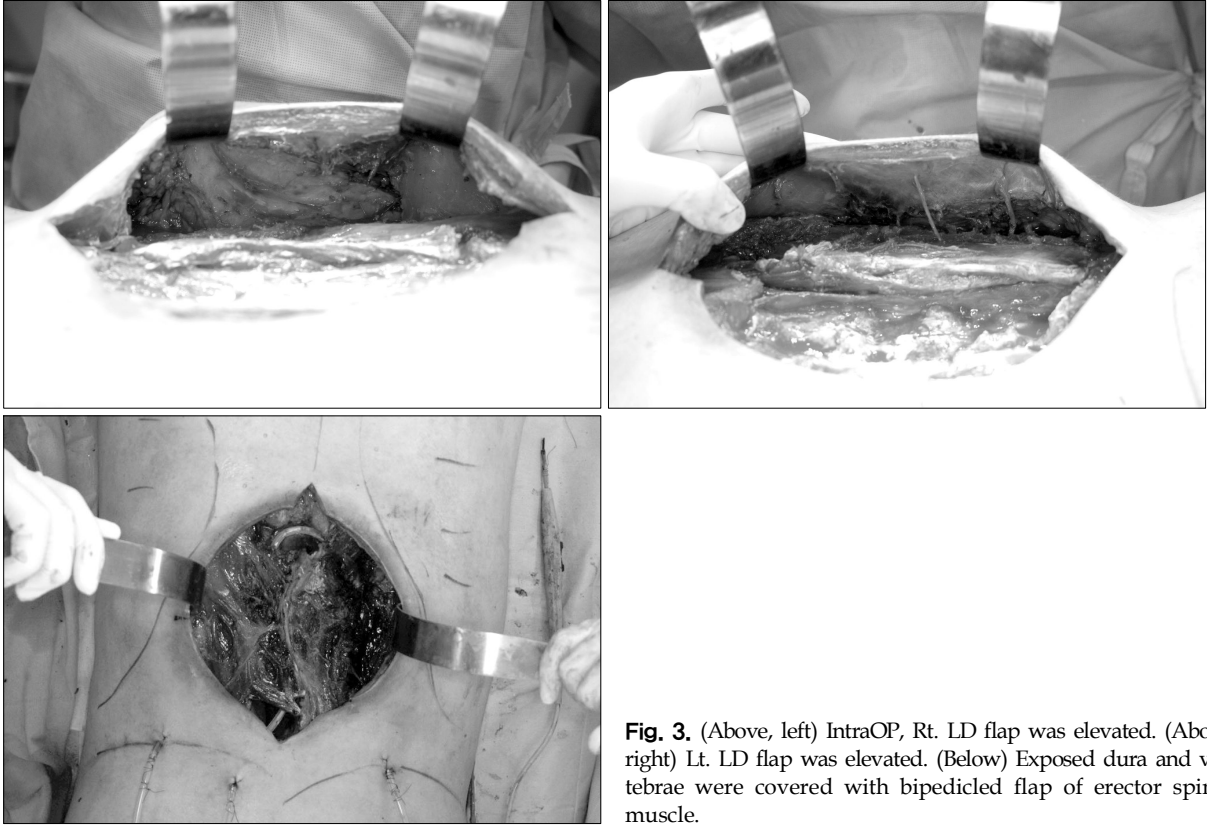 Fig. 3. (Above, left) IntraOP, Rt. LD flap was elevated. (Abo
right) Lt. LD flap was elevated. (Below) Exposed dura and v
tebrae were covered with bipedicled flap of erector spin
muscle.